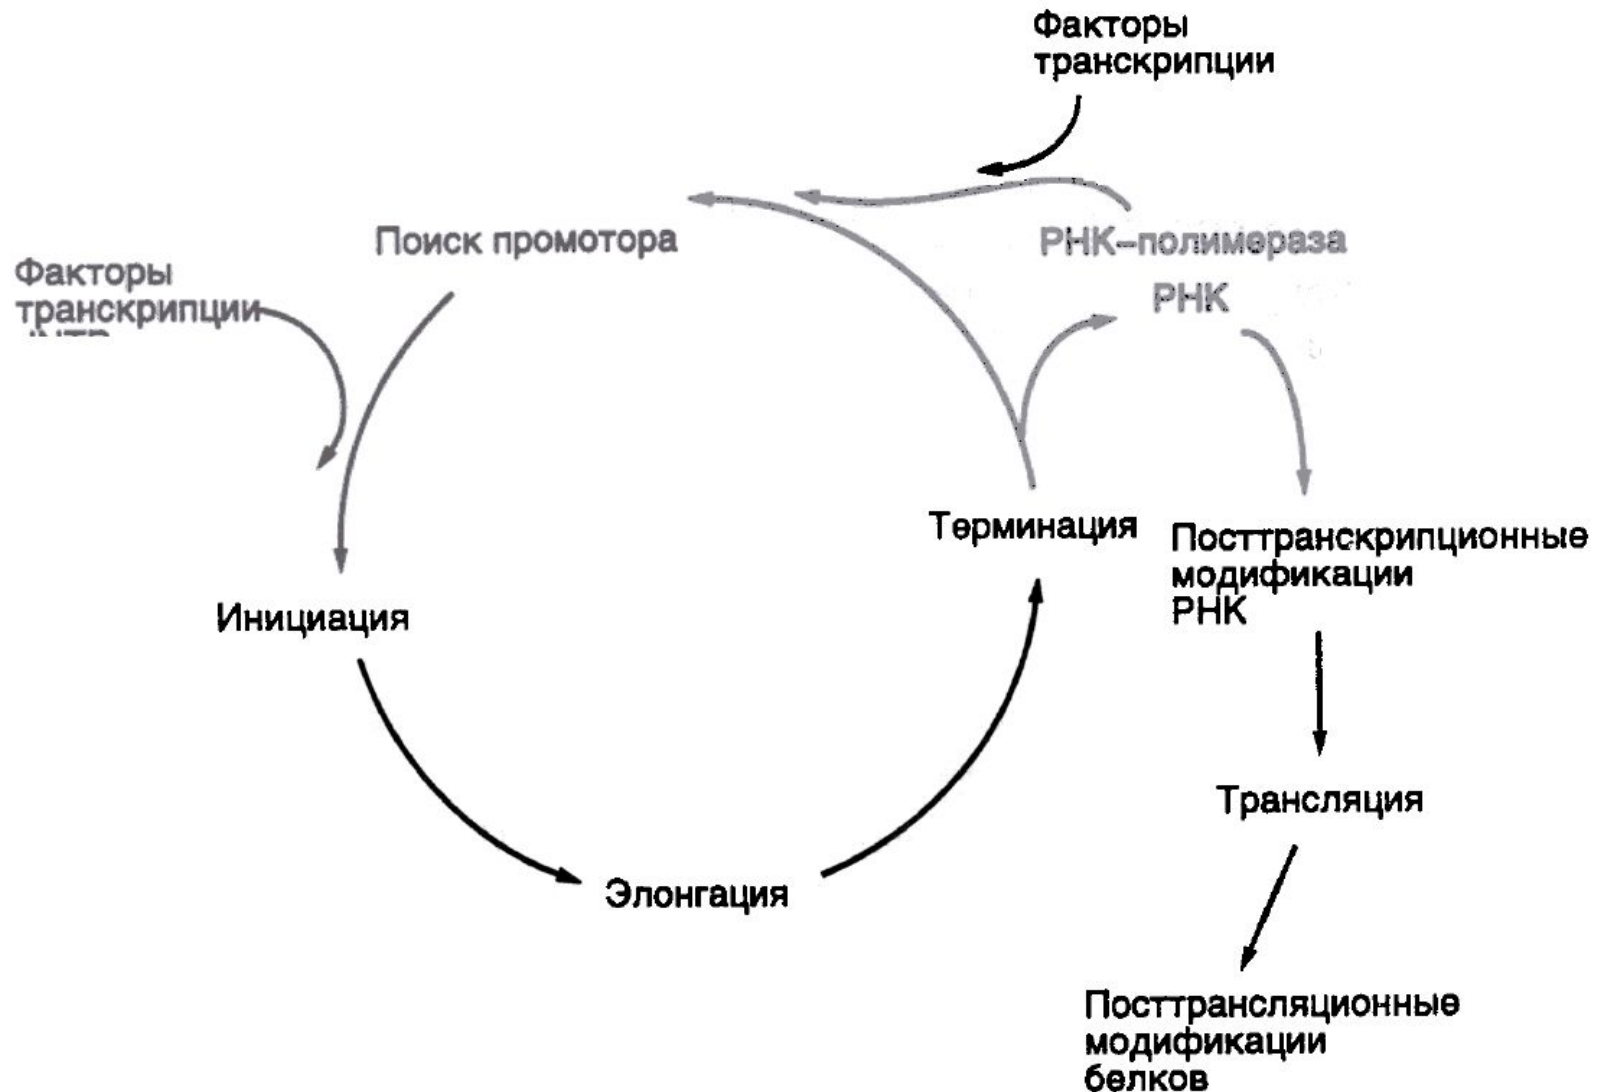 Факторы
транскрипции
Поиск промотора
РНК–полимераза
Факторы
транскрипции
РНК
Терминация
Посттранскрипционные
модификации
РНК
Инициация
Трансляция
Элонгация
Посттрансляционные
модификации
белков